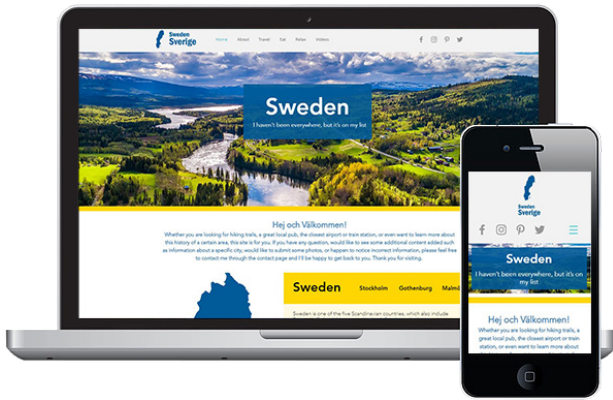 Sweden
Sverige
Home About Travel Eat Relax Videos
Sweden
I haven't been everywhere, but it's on my list
Hej och Välkommen!
Whether you are looking for hiking trails, a great local pub, the closest airport or train station, or even want to learn more about
this history of a certain area, this site is for you. If you have any question, would like to see some additional content added such
as information about a specific city, would like to submit some photos, or happen to notice incorrect information, please feel free
to contact me through the contact page and I'll be happy to get back to you. Thank you for visiting.
Sweden Stockholm Gothenburg Malmö
Sweden is one of the five Scandinavian countries, which also include
Sweden
Sverige
Sweden
I haven't been everywhere, but it's on
my list
Hej och Välkommen!
Whether you are looking for hiking trails, a
great local pub, the closest airport or train
station, or even want to learn more about